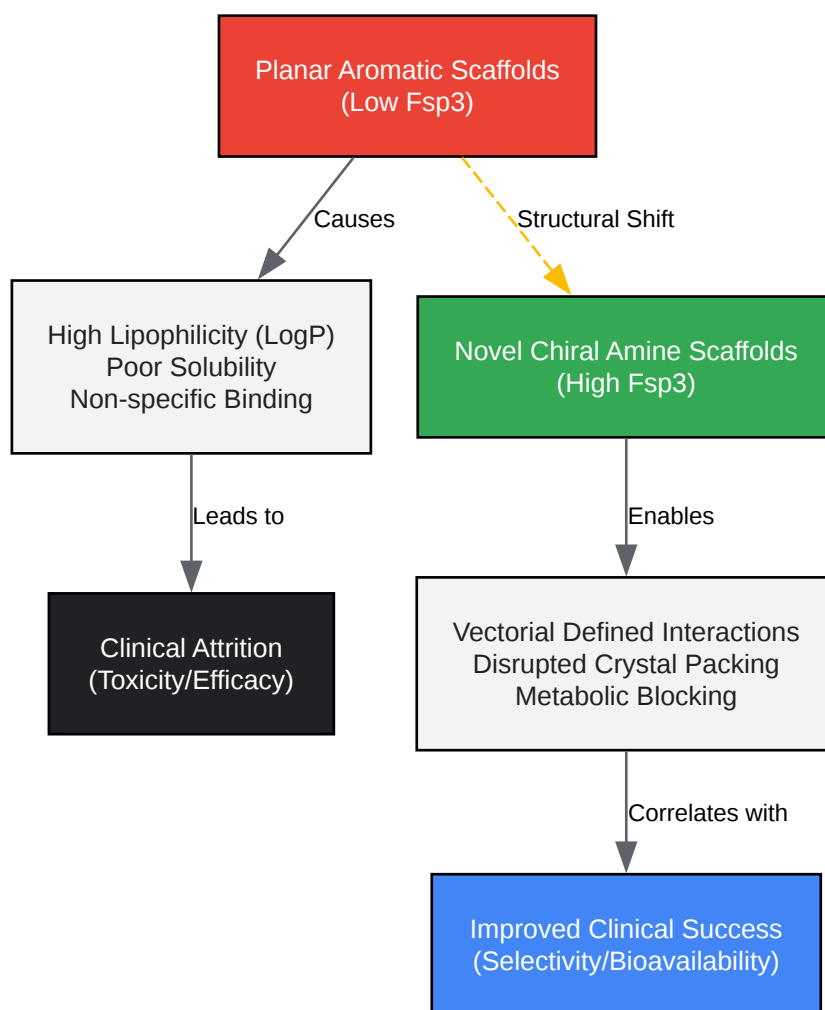 Planar Aromatic Scaffolds
(Low Fsp3)
Causes
Structural Shift
High Lipophilicity (LogP)
Poor Solubility
Non-specific Binding
Novel Chiral Amine Scaffolds
(High Fsp3)
Leads to
Enables
Clinical Attrition
(Toxicity/Efficacy)
Vectorial Defined Interactions
Disrupted Crystal Packing
Metabolic Blocking
Correlates with
Improved Clinical Success
(Selectivity/Bioavailability)